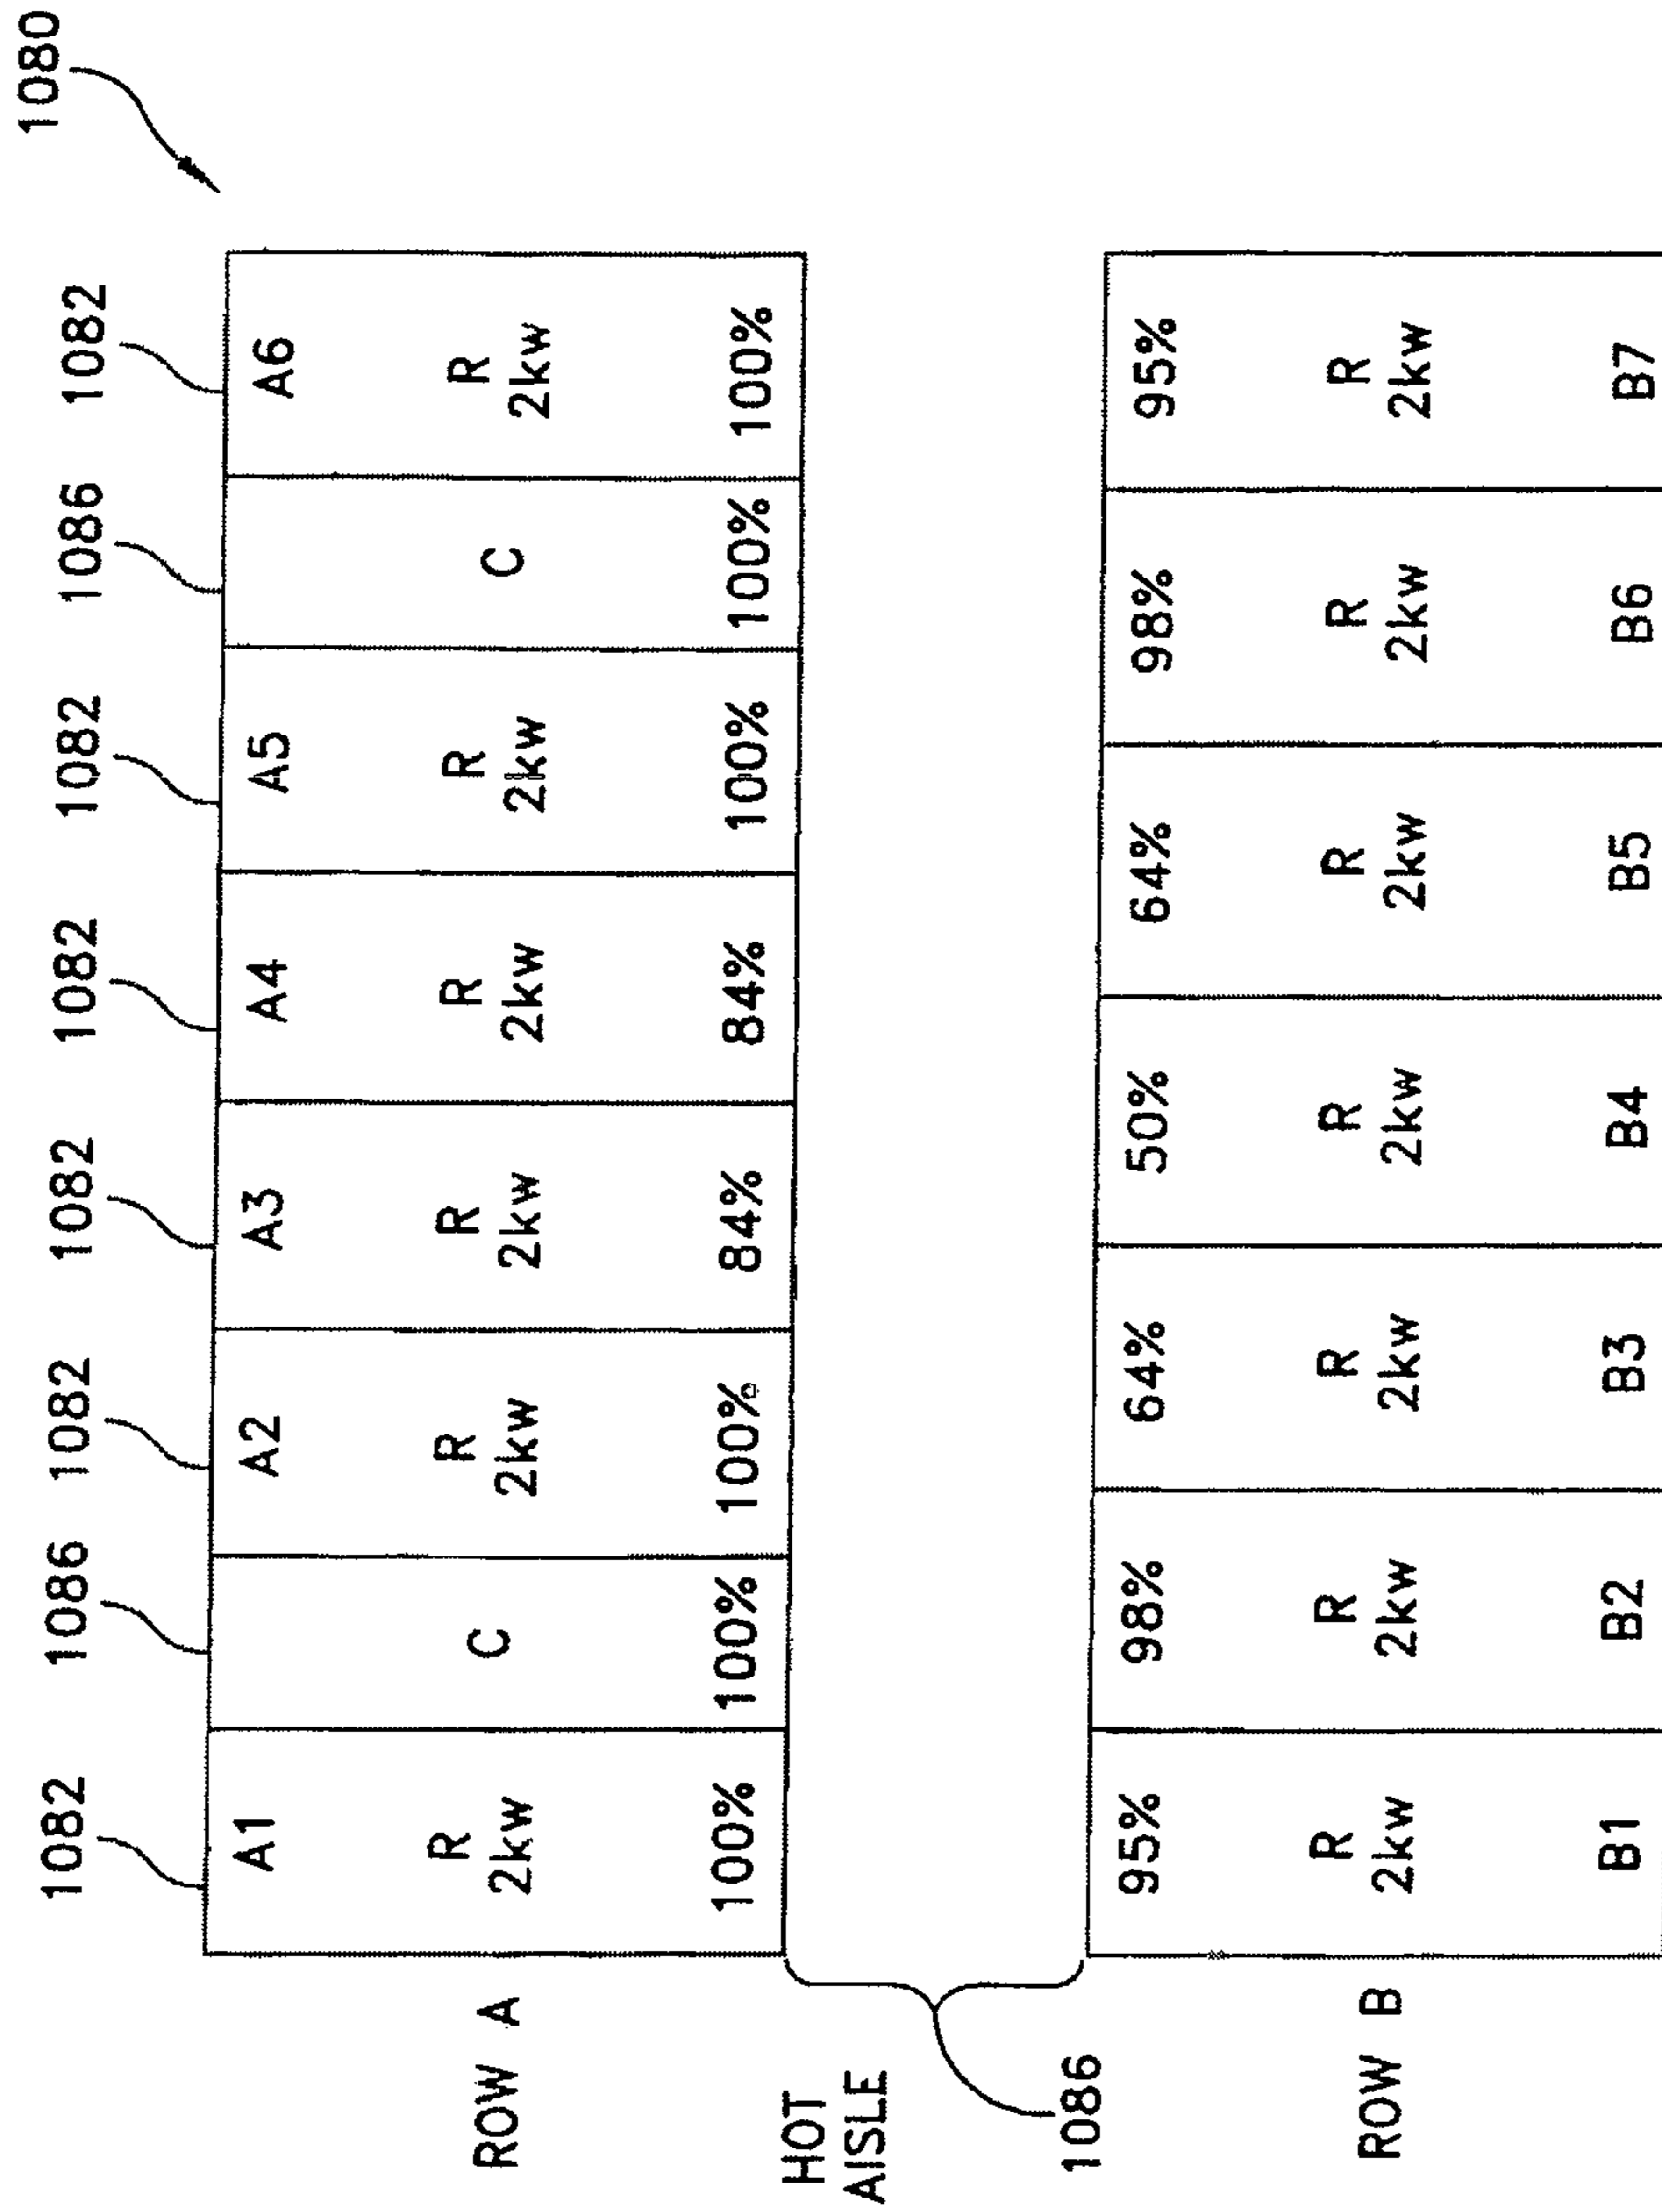 1080
1082 1086 1082 1082 1082 1082 1086 1082
A1 A2 A3 A4 A5 A6
ROW A
R C R R R R C R
2kw 2kw 2kw 2kw 2kw 2kw
100% 100% 100% 84% 84% 100% 100% 100%
HOT
AISLE
1086
95% 98% 64% 50% 64% 98% 95%
ROW B
R R R R R R R
2kw 2kw 2kw 2kw 2kw 2kw 2kw
B1 B2 B3 B4 B5 B6 B7